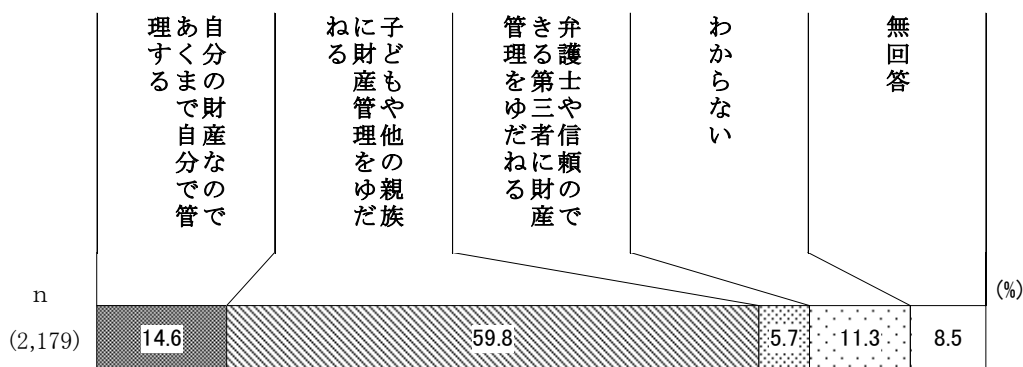 自分の財産なので
あくまで自分で管
理する
子どもや他の親族
に財産管理をゆだ
ねる
弁護士や信頼ので
きる第三者に財産
管理をゆだねる
わからない
無回答
(%)
n
(2,179)
14.6
59.8
5.7
11.3
8.5